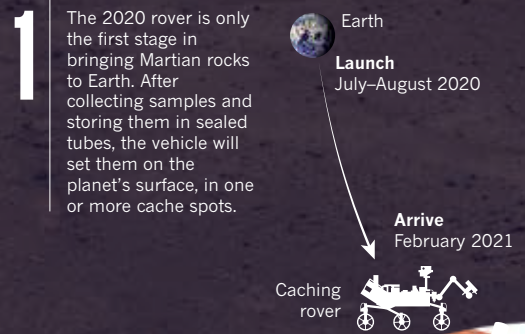 1
The 2020 rover is only
the first stage in
bringing Martian rocks
to Earth. After
collecting samples and
storing them in sealed
tubes, the vehicle will
set them on the
planet's surface, in one
or more cache spots.
Earth
Launch
July–August 2020
Arrive
February 2021
Caching
rover